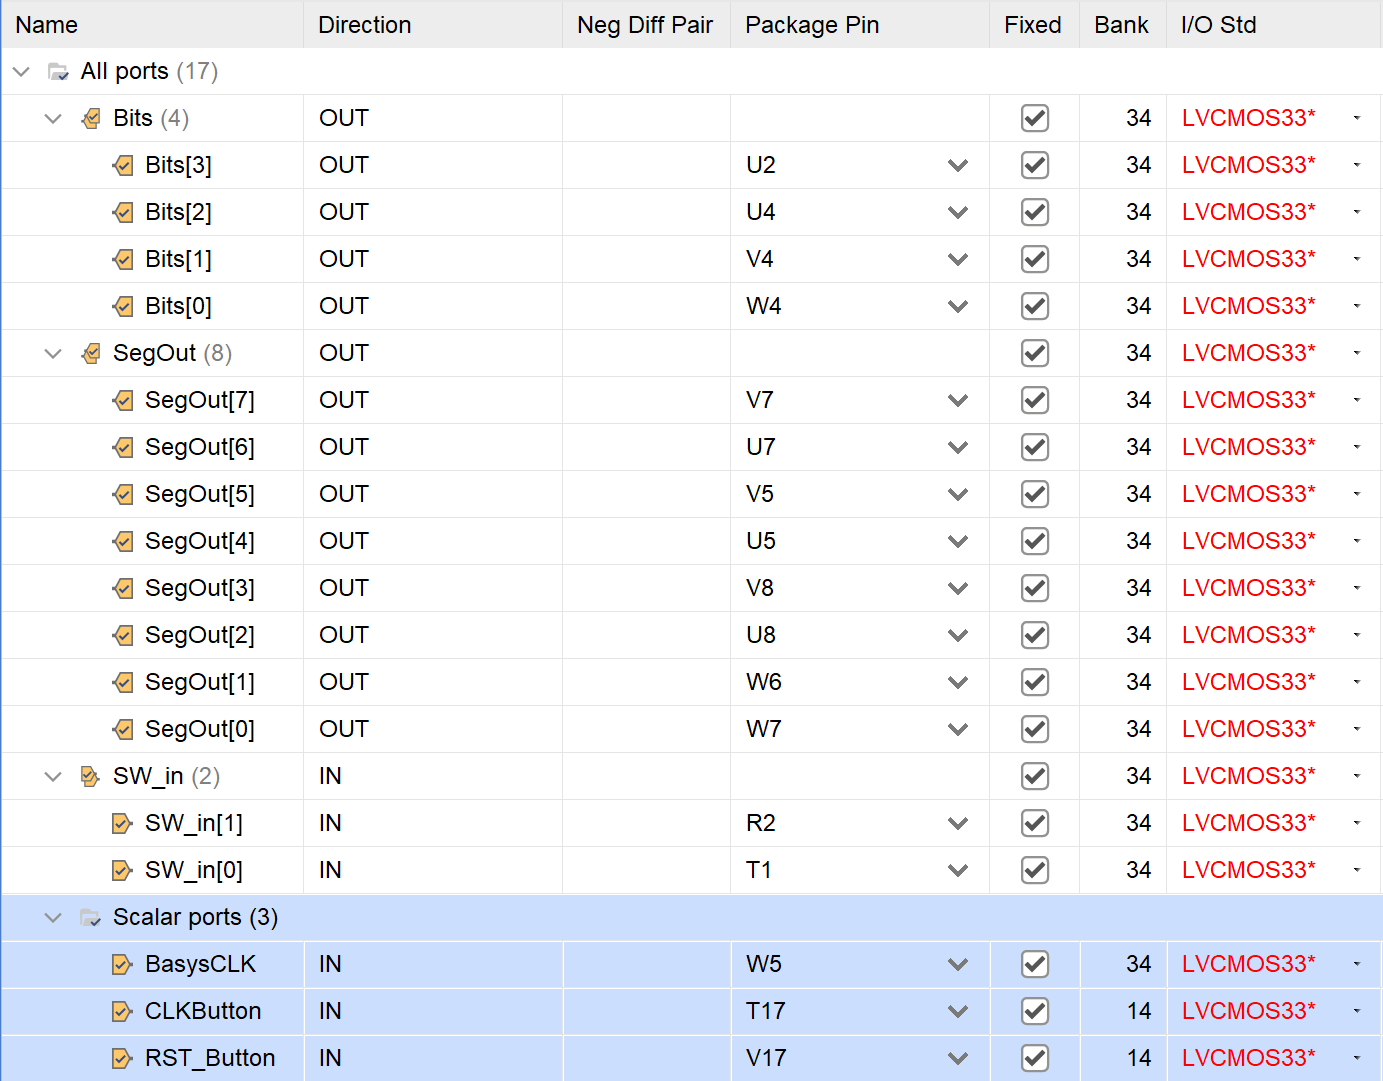 Name Direction Neg Diff Pair Package Pin Fixed Bank I/O Std
All ports (17)
Bits (4) OUT 34 LVCMOS33*
Bits[3] OUT U2 34 LVCMOS33*
Bits[2] OUT U4 34 LVCMOS33*
Bits[1] OUT V4 34 LVCMOS33*
Bits[0] OUT W4 34 LVCMOS33*
SegOut (8) OUT 34 LVCMOS33*
SegOut[7] OUT V7 34 LVCMOS33*
SegOut[6] OUT U7 34 LVCMOS33*
SegOut[5] OUT V5 34 LVCMOS33*
SegOut[4] OUT U5 34 LVCMOS33*
SegOut[3] OUT V8 34 LVCMOS33*
SegOut[2] OUT U8 34 LVCMOS33*
SegOut[1] OUT W6 34 LVCMOS33*
SegOut[0] OUT W7 34 LVCMOS33*
SW_in (2) IN 34 LVCMOS33*
SW_in[1] IN R2 34 LVCMOS33*
SW_in[0] IN T1 34 LVCMOS33*
Scalar ports (3)
BasysCLK IN W5 34 LVCMOS33*
CLKButton IN T17 14 LVCMOS33*
RST_Button IN V17 14 LVCMOS33*